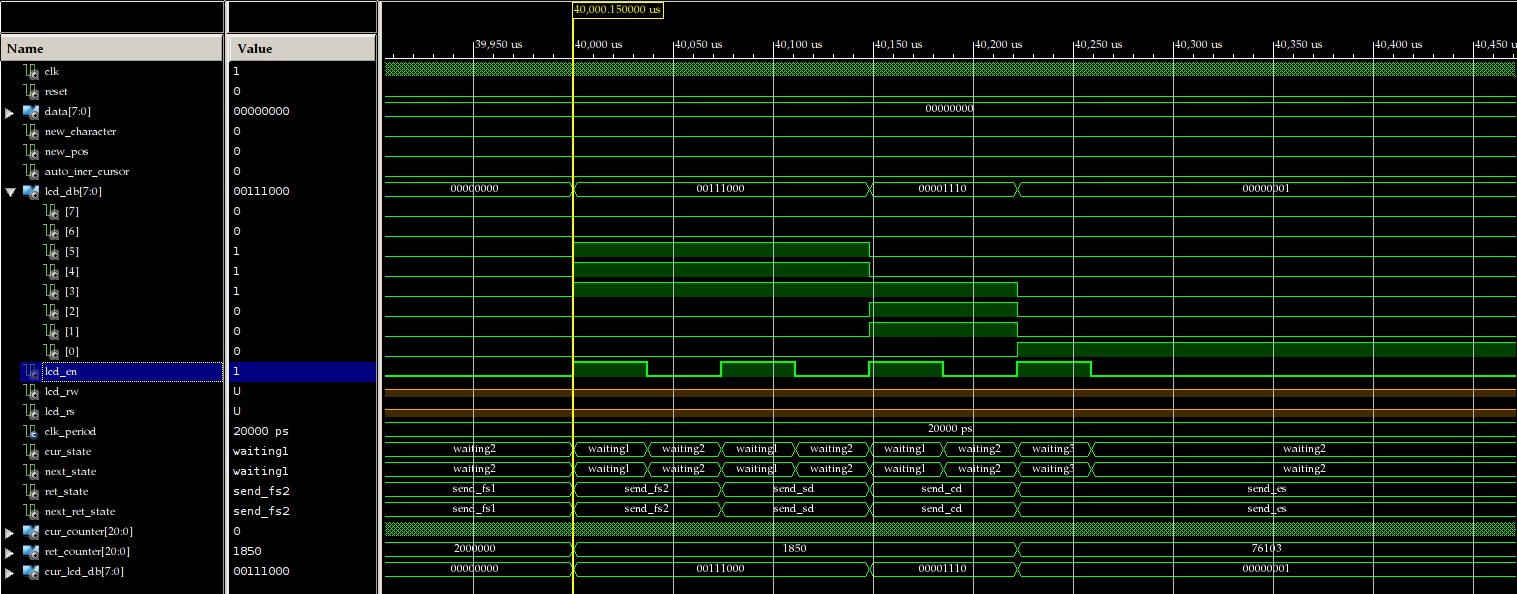 40,000.150000 us
39,950 us 40,000 us 40,050 us 40,100 us 40,150 us 40,200 us 40,250 us 40,300 us 40,350 us 40,400 us 40,450 u
Name Value
clk 1
reset 0
data[7:0] 00000000 00000000
new_character 0
new_pos 0
auto_incr_cursor 0
lcd_db[7:0] 00111000 00000000 00111000 00001110 00000001
[7] 0
[6] 0
[5] 1
[4] 1
[3] 1
[2] 0
[1] 0
[0] 0
lcd_en 1
lcd_rw U
lcd_rs U
clk_period 20000 ps 20000 ps
cur_state waiting1 waiting2 waiting1 waiting2 waiting1 waiting2 waiting1 waiting2 waiting3 waiting2
next_state waiting1 waiting2 waiting1 waiting2 waiting1 waiting2 waiting1 waiting2 waiting3 waiting2
ret_state send_fs2 send_fs1 send_fs2 send_sd send_cd send_cs
next_ret_state send_fs2 send_fs1 send_fs2 send_sd send_cd send_cs
cur_counter[20:0] 0
ret_counter[20:0] 1850 2000000 1850 76103
cur_lcd_db[7:0] 00111000 00000000 00111000 00001110 00000001